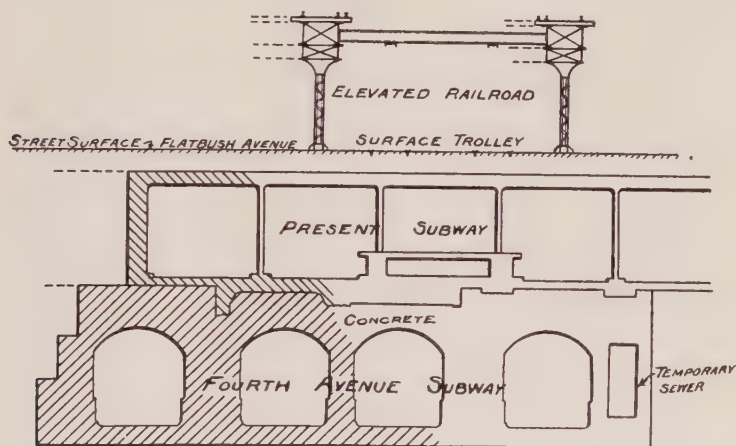 ELEVATED RAILROAD
STREET SURFACE & FLATBUSH AVENUE
SURFACE TROLLEY
PRESENT SUBWAY
CONCRETE
FOURTH AVENUE SUBWAY
TEMPORARY
SEWER